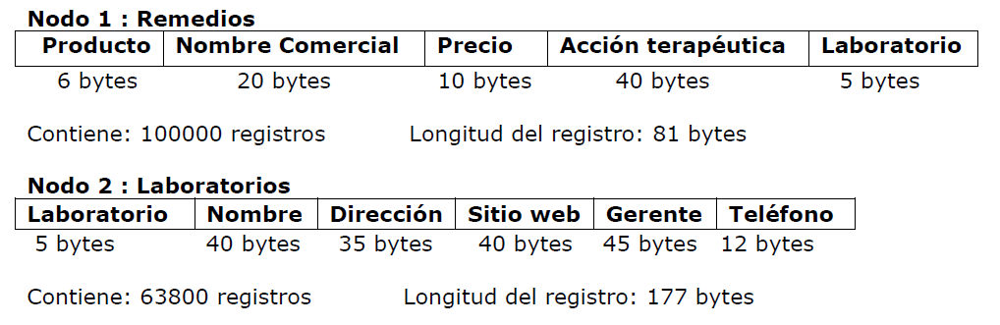 Nodo 1 : Remedios
Producto Nombre Comercial Precio Acción terapéutica Laboratorio
6 bytes 20 bytes 10 bytes 40 bytes 5 bytes
Contiene: 100000 registros Longitud del registro: 81 bytes
Nodo 2 : Laboratorios
Laboratorio Nombre Dirección Sitio web Gerente Teléfono
5 bytes 40 bytes 35 bytes 40 bytes 45 bytes 12 bytes
Contiene: 63800 registros Longitud del registro: 177 bytes